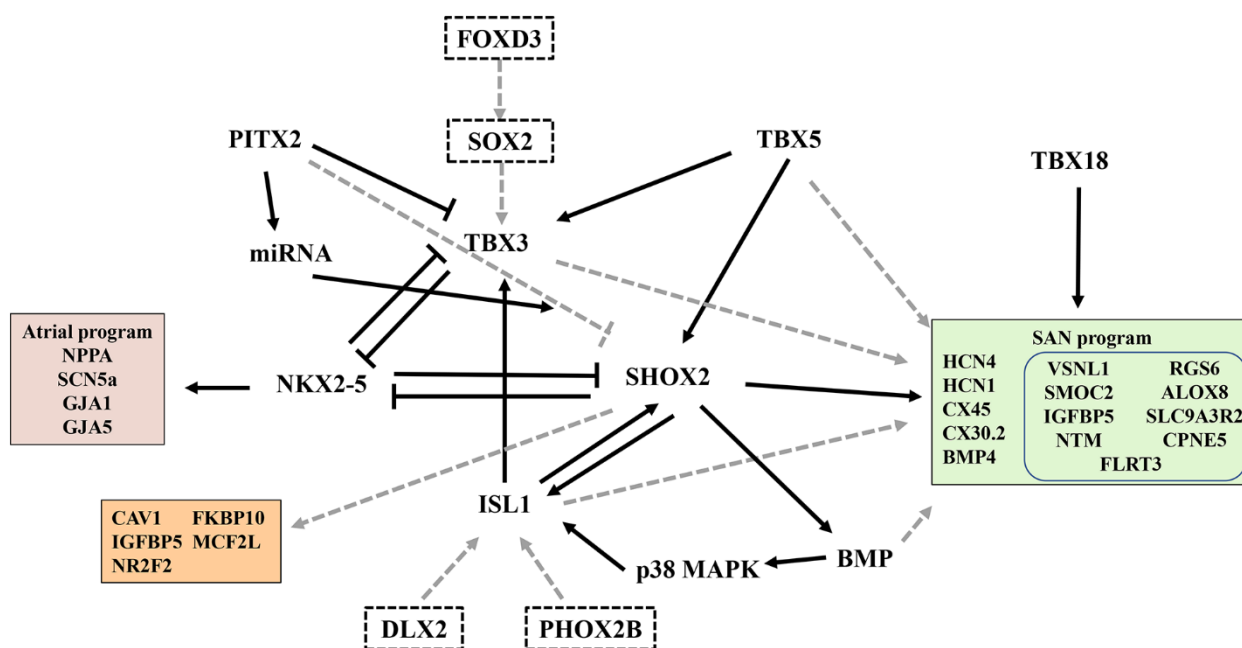 FOXD3
PITX2
SOX2
TBX5
TBX18
miRNA
TBX3
Atrial program
NPPA
SCN5a
GJA1
GJA5
NKX2-5
SHOX2
SAN program
HCN4
HCN1
CX45
CX30.2
BMP4
VSNL1 RGS6
SMOC2 ALOX8
IGFBP5 SLC9A3R2
NTM CPNE5
FLRT3
ISL1
CAV1 FKBP10
IGFBP5 MCF2L
NR2F2
p38 MAPK
BMP
DLX2
PHOX2B